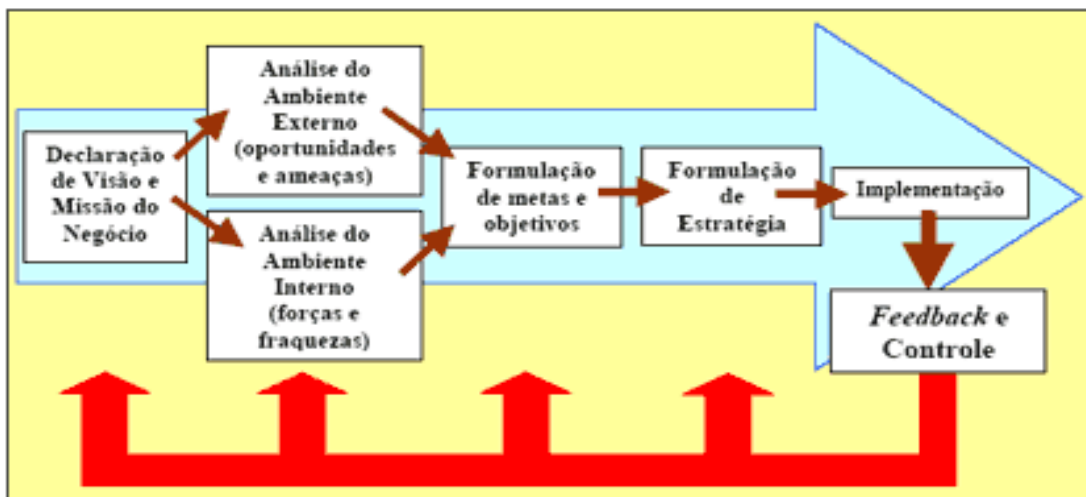 Declaração
de Visão e
Missão do
Negócio
Análise do
Ambiente
Externo
(oportunidades
e ameaças)
Análise do
Ambiente
Interno
(forças e
fraquezas)
Formulação
de metas e
objetivos
Formulação
de
Estratégia
Implementação
Feedback e
Controle